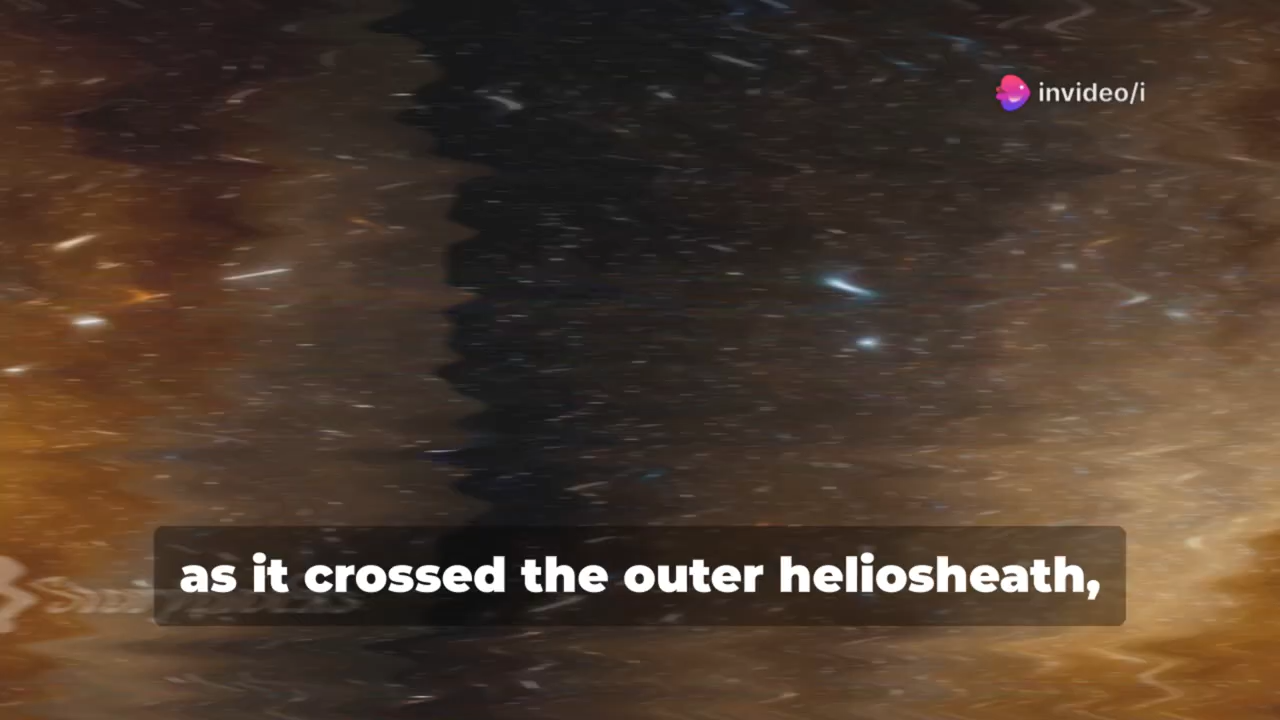 invideo/i
as it crossed the outer heliosheath,